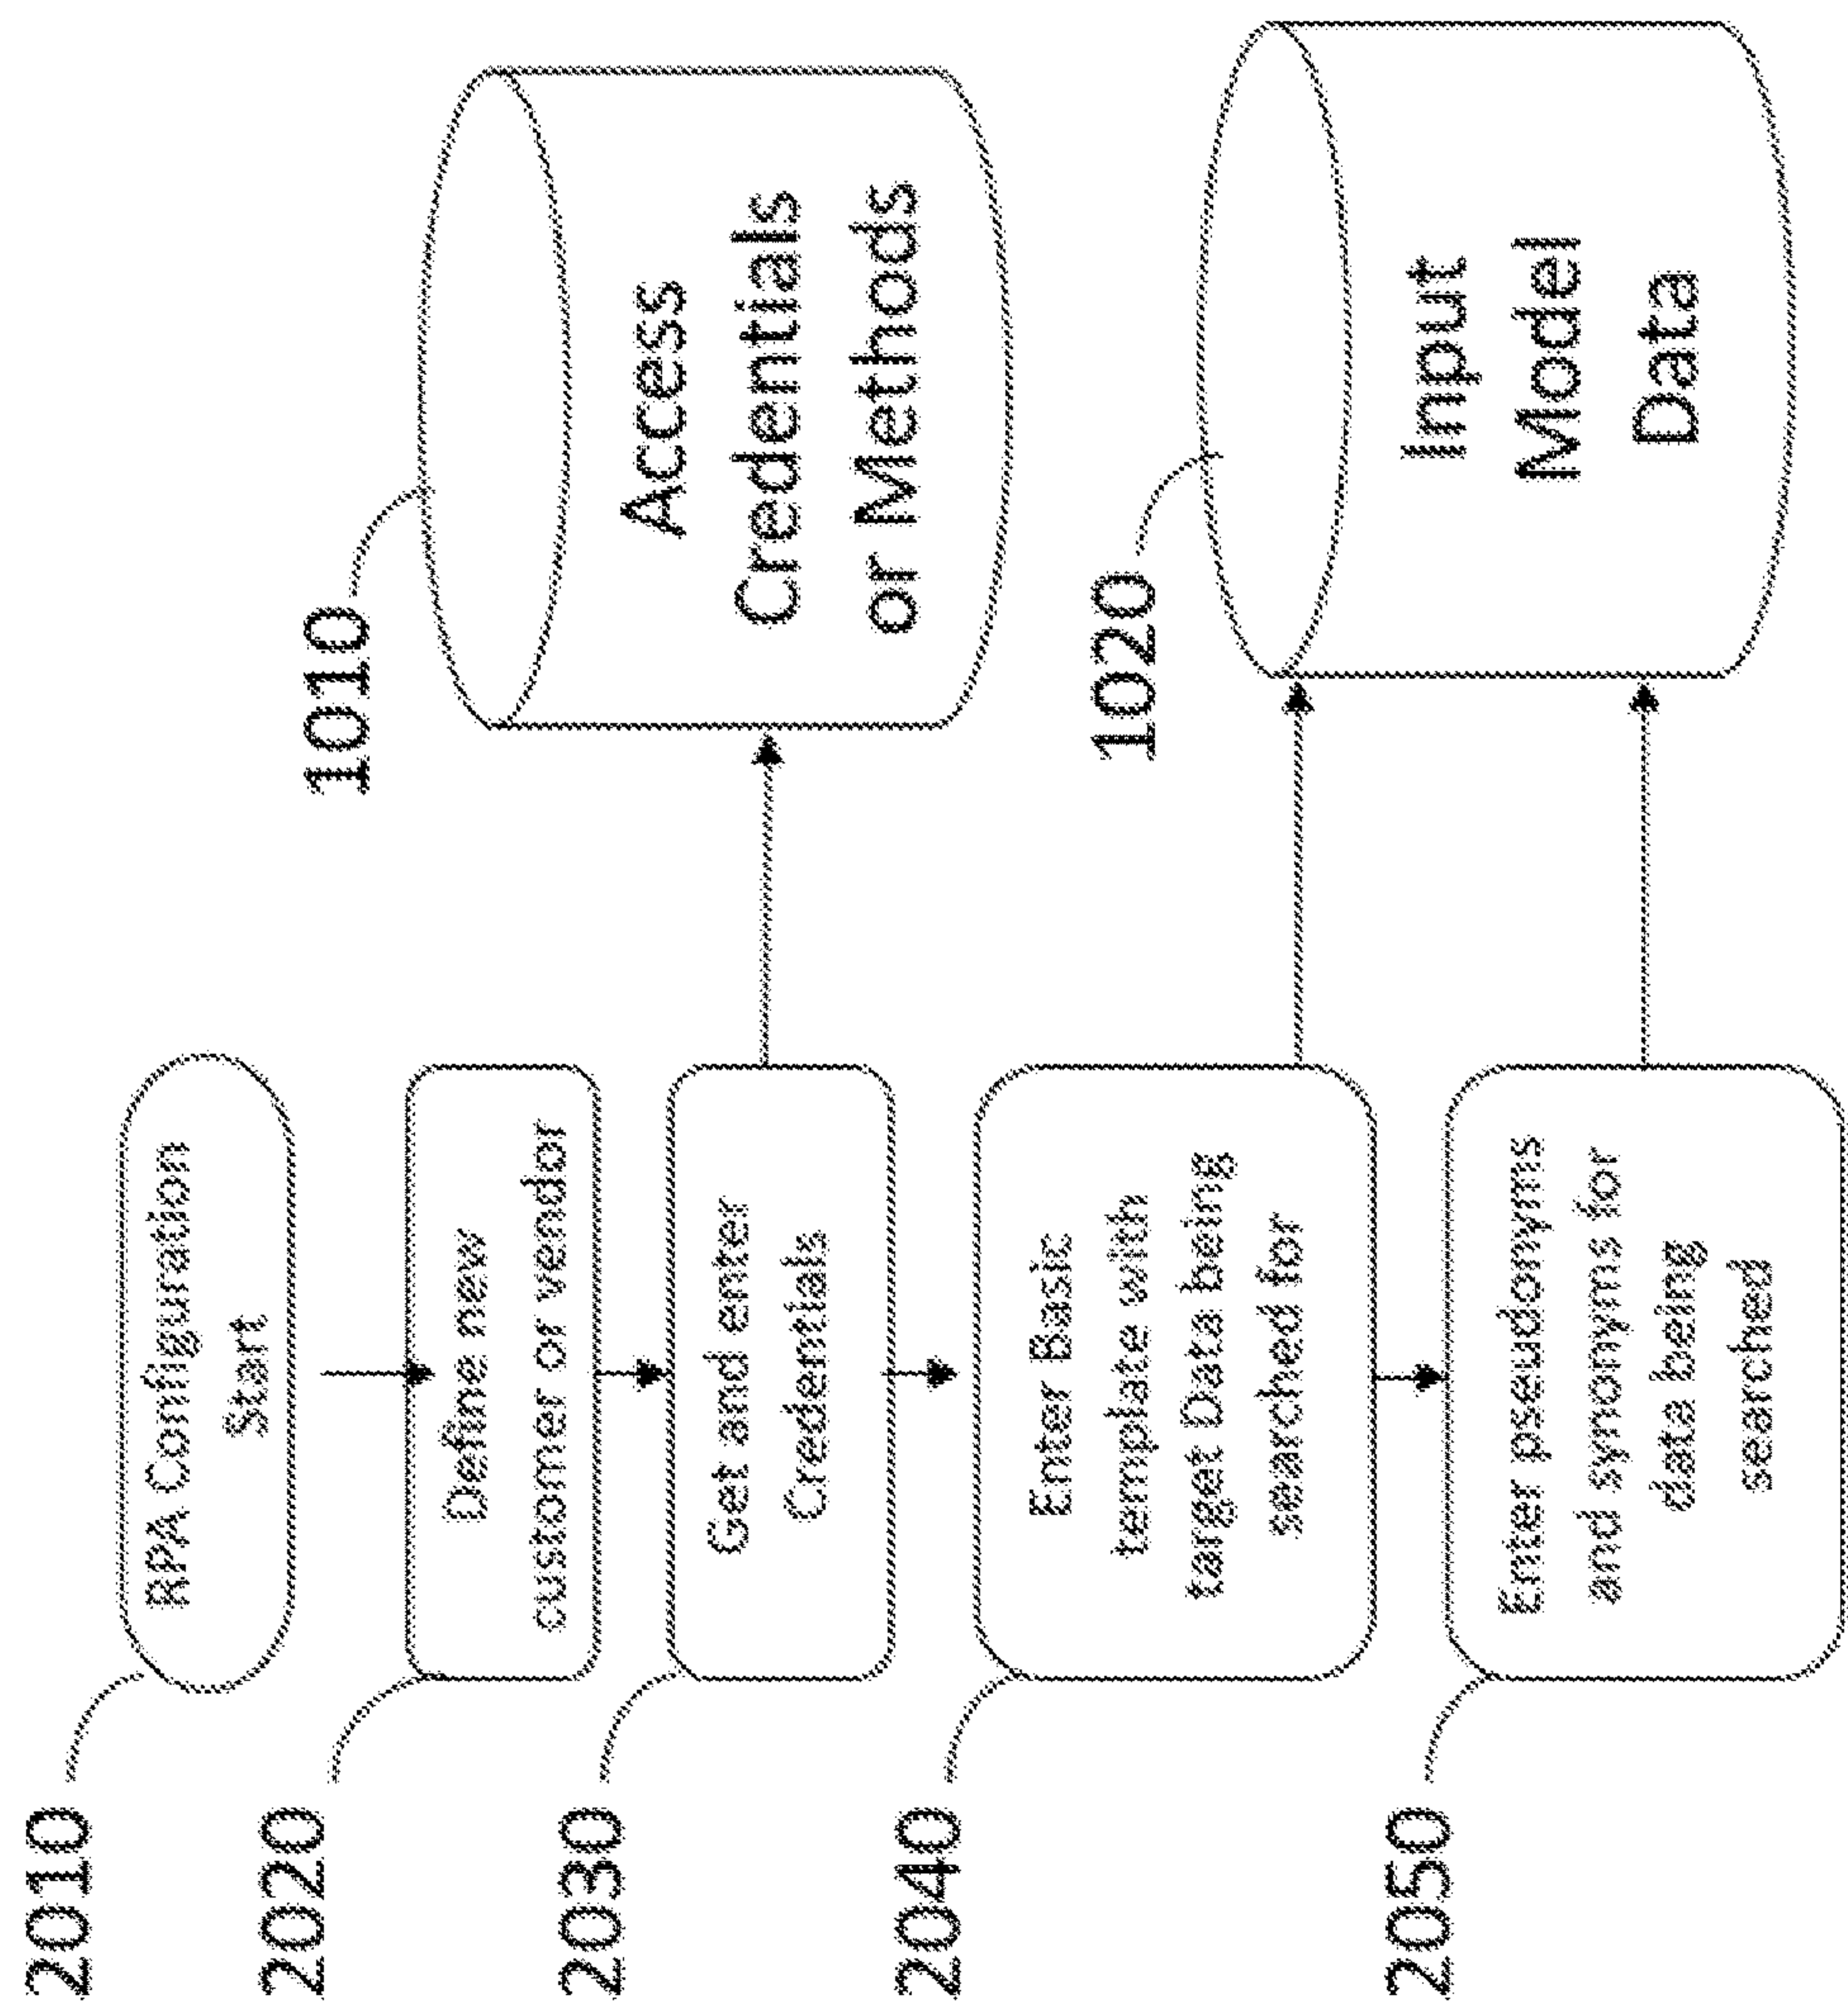 2010
RPA Configuration
Start
2020
Define new
customer or vendor
2030
Get and enter
Credentials
1010
Access
Credentials
or Methods
2040
Enter Basic
template with
target Data being
searched for
1020
Input
Model
Data
2050
Enter pseudonyms
and synonyms for
data being
searched